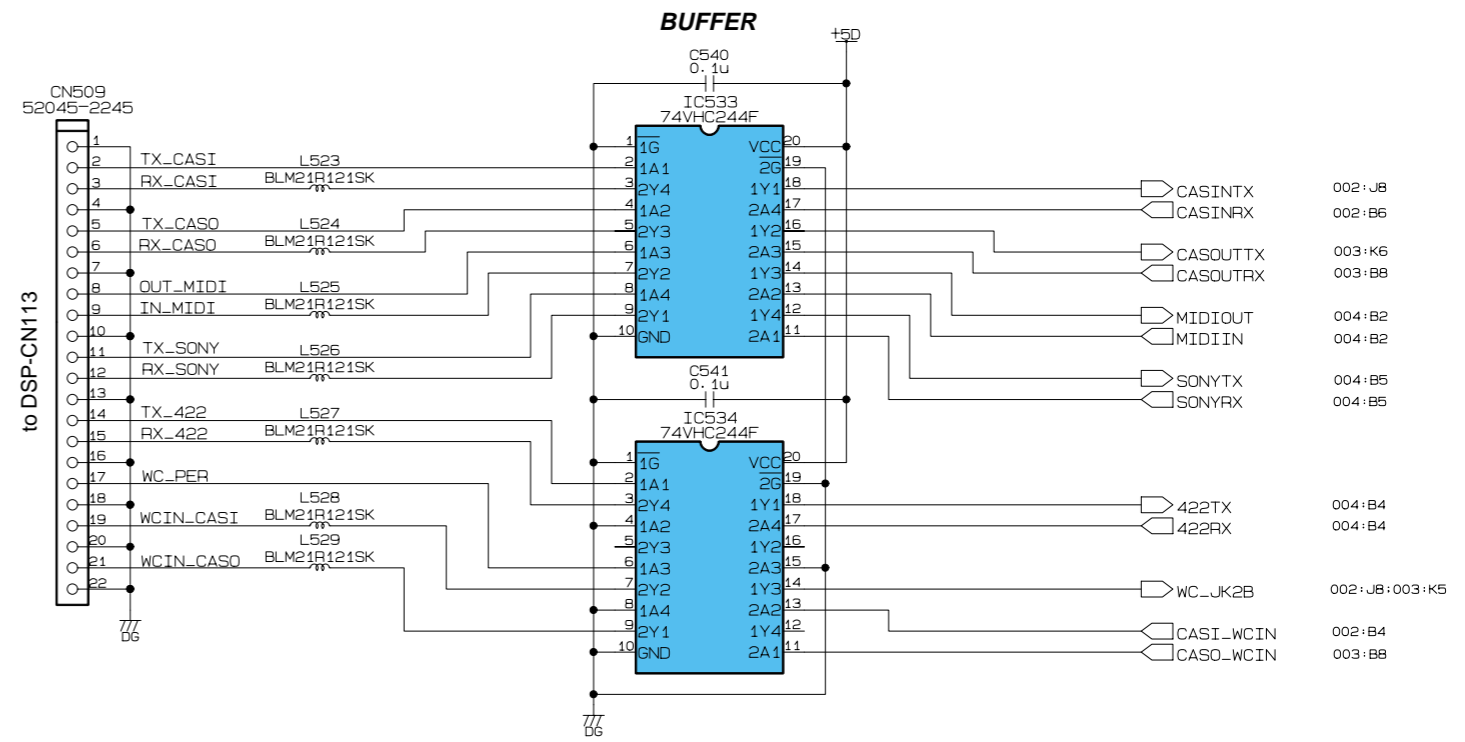 BUFFER
+5D
C540
0.1u
CN509
52045-2245
IC533
74VHC244F
to DSP-CN113
1
2 TX_CASI L523
3 RX_CASI BLM21R121SK
4
5 TX_CASO L524
6 RX_CASO BLM21R121SK
7
8 OUT_MIDI L525
9 IN_MIDI BLM21R121SK
10
11 TX_SONY L526
12 RX_SONY BLM21R121SK
13
14 TX_422 L527
15 RX_422 BLM21R121SK
16
17 WC_PER
18 L528
19 WCIN_CASI BLM21R121SK
20 L529
21 WCIN_CASO BLM21R121SK
22
DG
1 1G VCC 20
2 1A1 2G 19
3 2Y4 1Y1 18 CASINTX 002:J8
4 1A2 2A4 17 CASINRX 002:B6
5 2Y3 1Y2 16 CASOUTTX 003:K6
6 1A3 2A3 15 CASOUTRX 003:B8
7 2Y2 1Y3 14 MIDIOUT 004:B2
8 1A4 2A2 13 MIDIIN 004:B2
9 2Y1 1Y4 12 SONYTX 004:B5
10 GND 2A1 11 SONYRX 004:B5
C541
0.1u
IC534
74VHC244F
1 1G VCC 20
2 1A1 2G 19
3 2Y4 1Y1 18 422TX 004:B4
4 1A2 2A4 17 422RX 004:B4
5 2Y3 1Y2 16
6 1A3 2A3 15
7 2Y2 1Y3 14 WC_JK2B 002:J8;003:K5
8 1A4 2A2 13 CASI_WCIN 002:B4
9 2Y1 1Y4 12
10 GND 2A1 11 CASO_WCIN 003:B8
DG